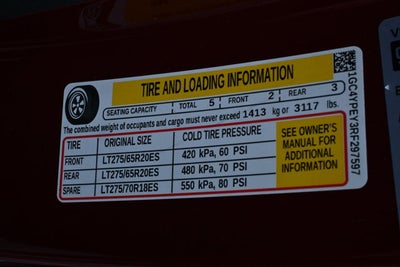 TIRE AND LOADING INFORMATION
SEATING CAPACITY TOTAL 5 FRONT 2 REAR 3
The combined weight of occupants and cargo must never exceed 1413 kg or 3117 lbs.
TIRE ORIGINAL SIZE COLD TIRE PRESSURE
FRONT LT275/65R20ES 420 kPa, 60 PSI
REAR LT275/65R20ES 480 kPa, 70 PSI
SPARE LT275/70R18ES 550 kPa, 80 PSI
SEE OWNER'S
MANUAL FOR
ADDITIONAL
INFORMATION
1GC4YPEY3RF297597